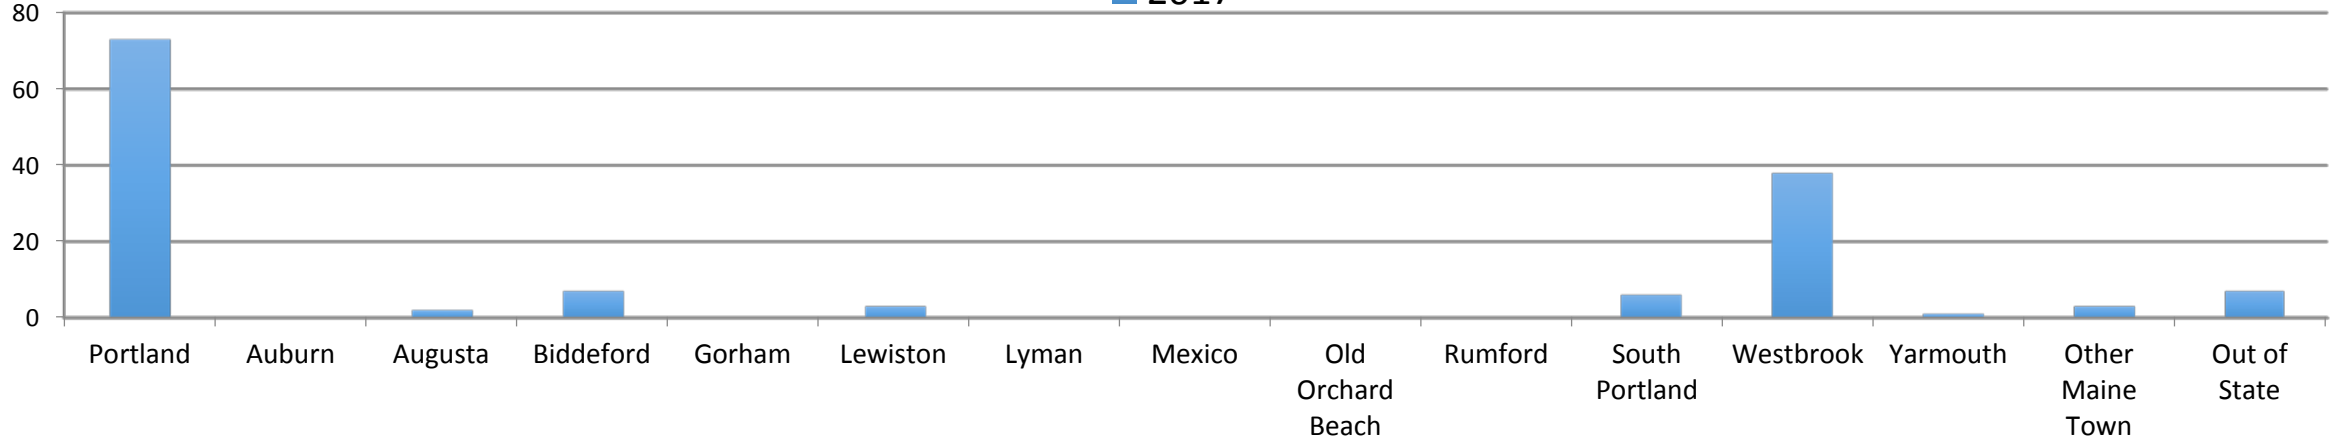 2017
80
60
40
20
0
Portland
Auburn
Augusta
Biddeford
Gorham
Lewiston
Lyman
Mexico
Old
Orchard
Beach
Rumford
South
Portland
Westbrook
Yarmouth
Other
Maine
Town
Out of
State